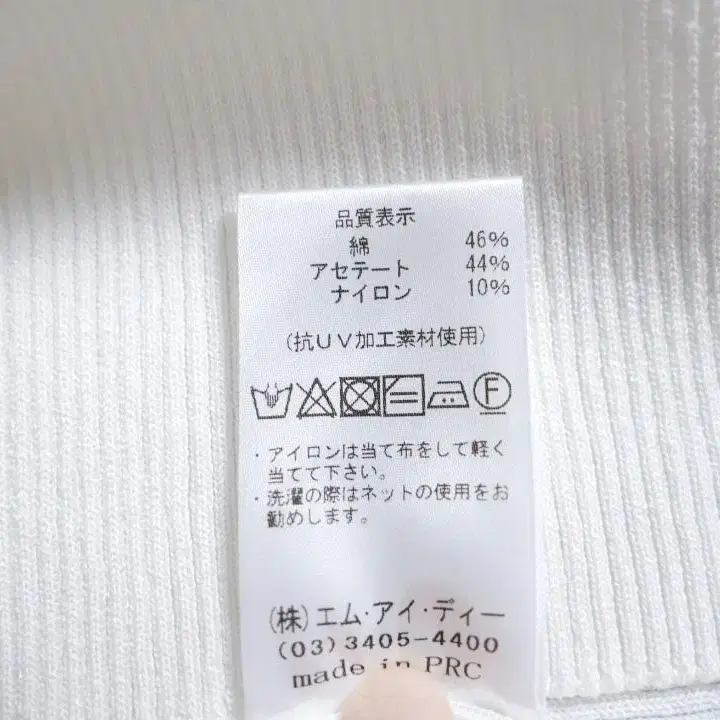 品質表示
綿 46%
アセテート 44%
ナイロン 10%
(抗UV加工素材使用)
F
・アイロンは当て布をして軽く
当てて下さい。
・洗濯の際はネットの使用をお
勧めします。
(株)エム・アイ・ディー
(03)3405-4400
made in PRC